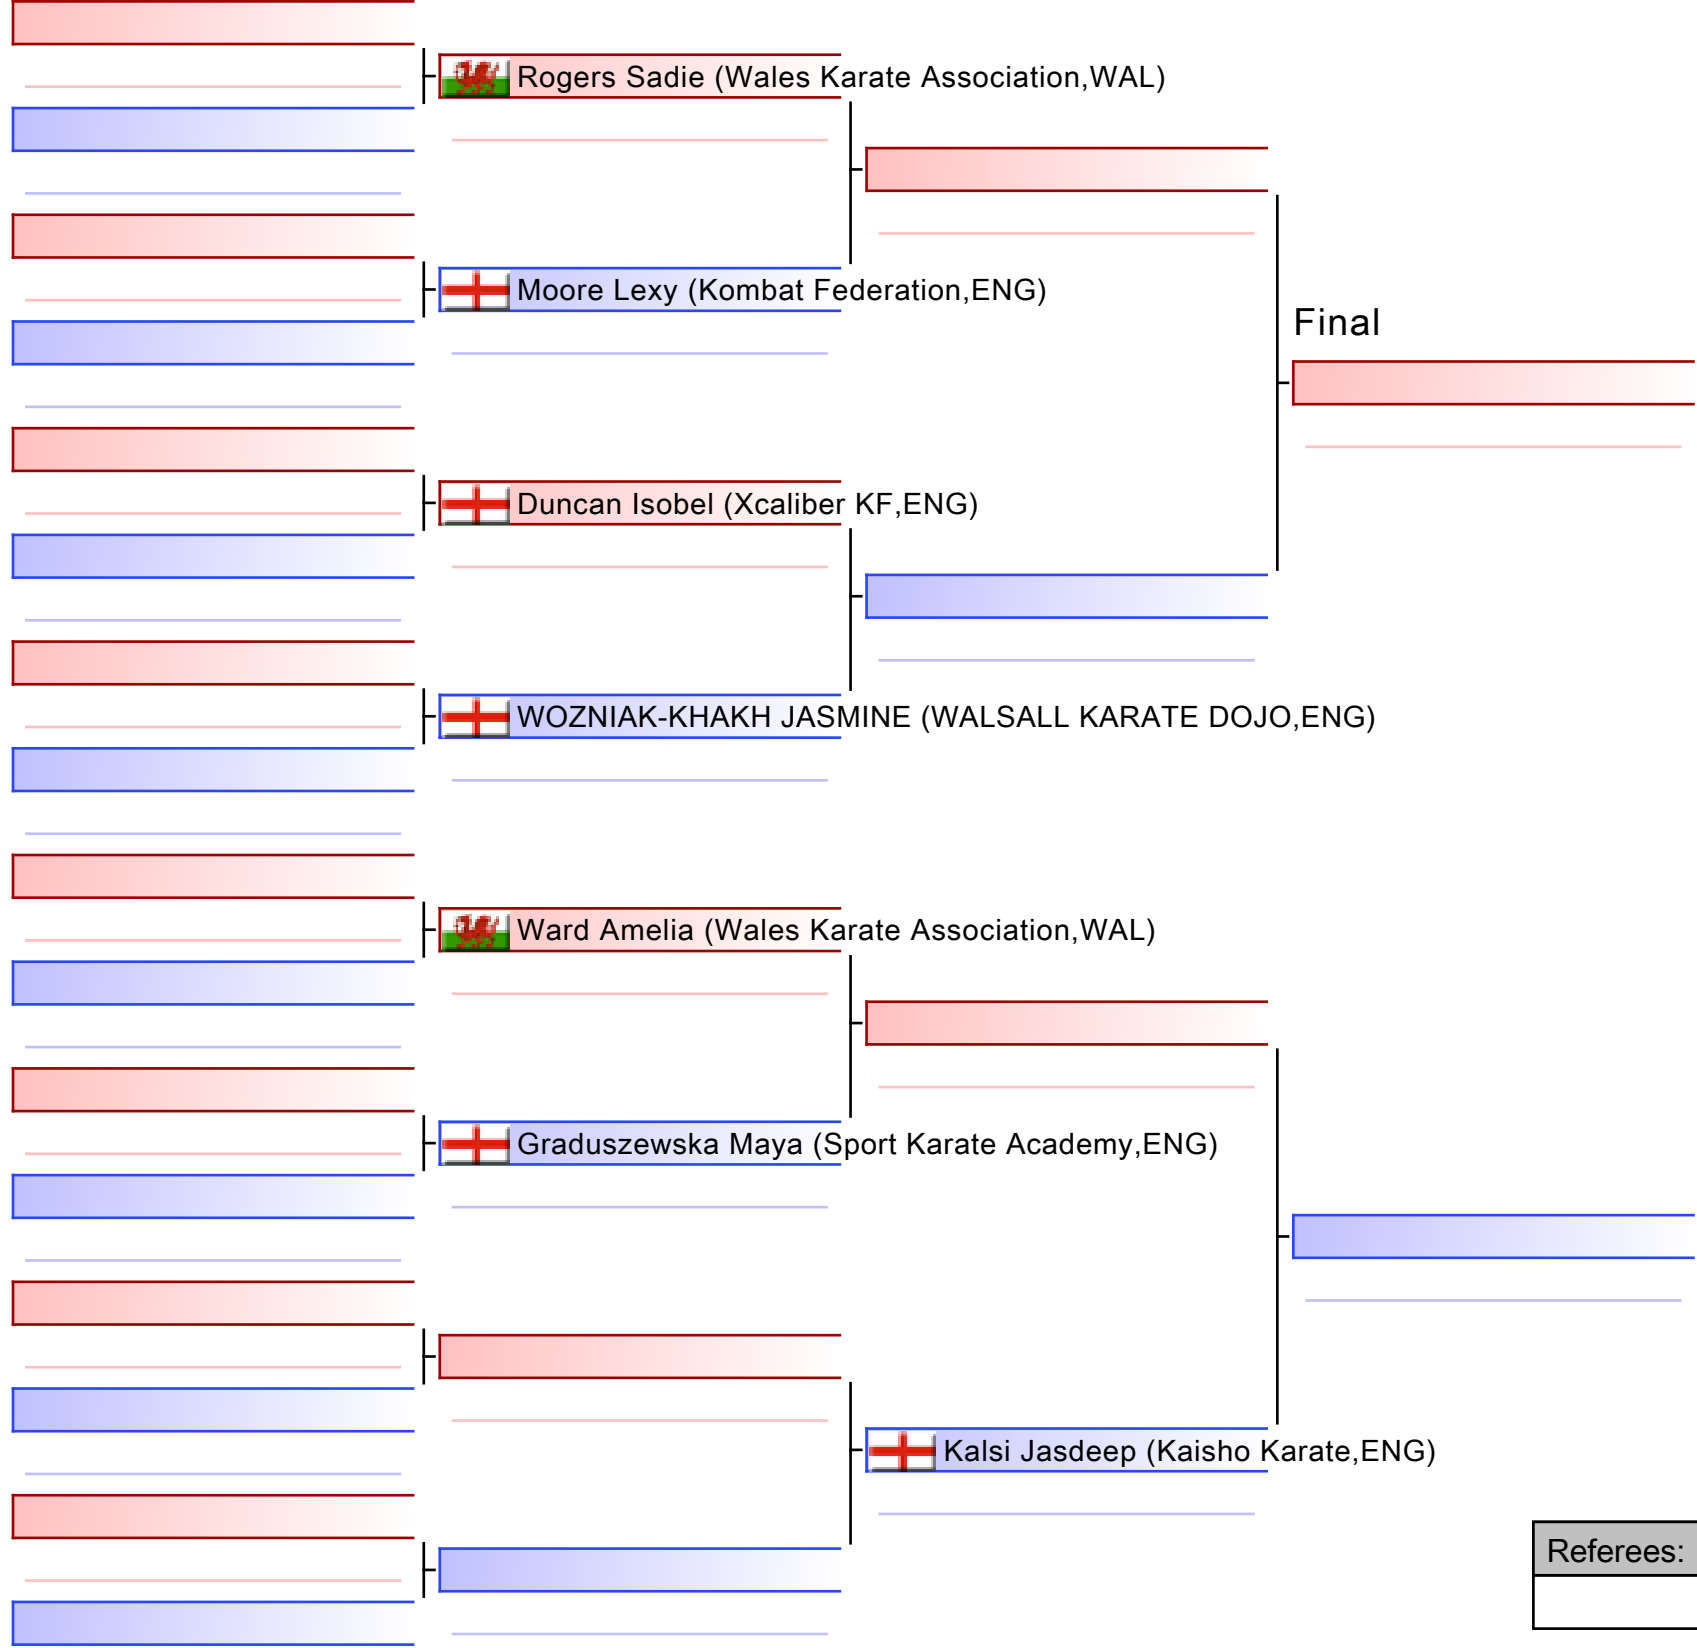 Rogers Sadie (Wales Karate Association,WAL)
Moore Lexy (Kombat Federation,ENG)
Final
Duncan Isobel (Xcaliber KF,ENG)
WOZNIAK-KHAKH JASMINE (WALSALL KARATE DOJO,ENG)
Ward Amelia (Wales Karate Association,WAL)
Graduszewska Maya (Sport Karate Academy,ENG)
Kalsi Jasdeep (Kaisho Karate,ENG)
Referees: